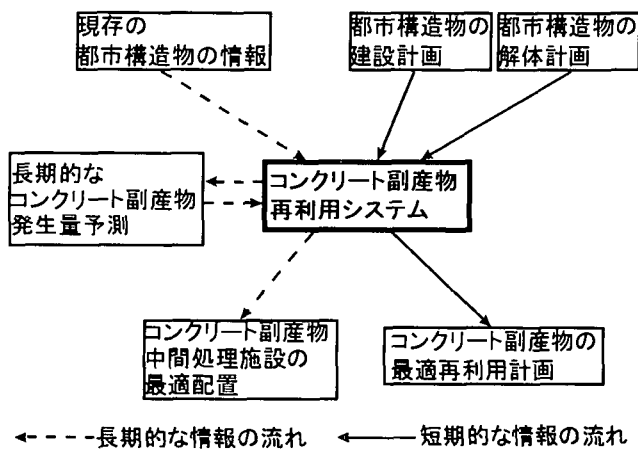 現存の
都市構造物の情報
都市構造物の
建設計画
都市構造物の
解体計画
長期的な
コンクリート副産物
発生量予測
コンクリート副産物
再利用システム
コンクリート副産物
中間処理施設の
最適配置
コンクリート副産物の
最適再利用計画
長期的な情報の流れ
短期的な情報の流れ